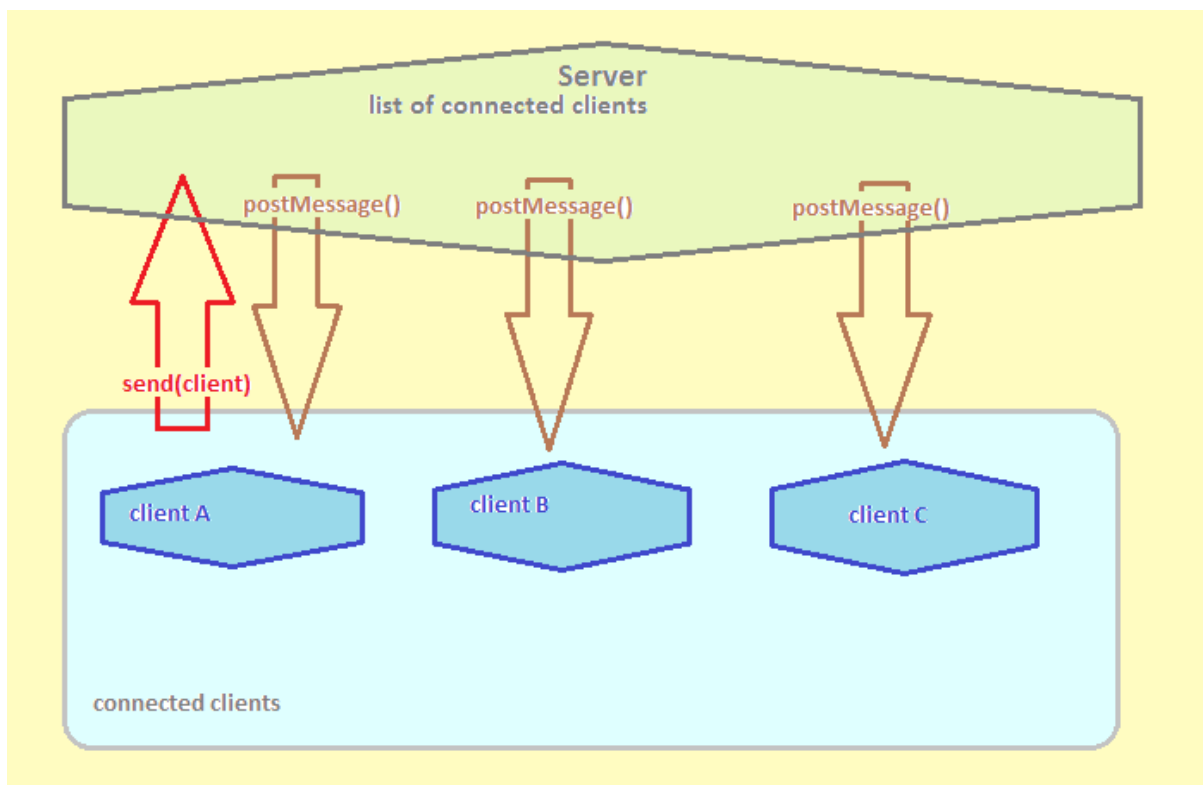 Server
list of connected clients
postMessage()
postMessage()
postMessage()
send(client)
client A
client B
client C
connected clients